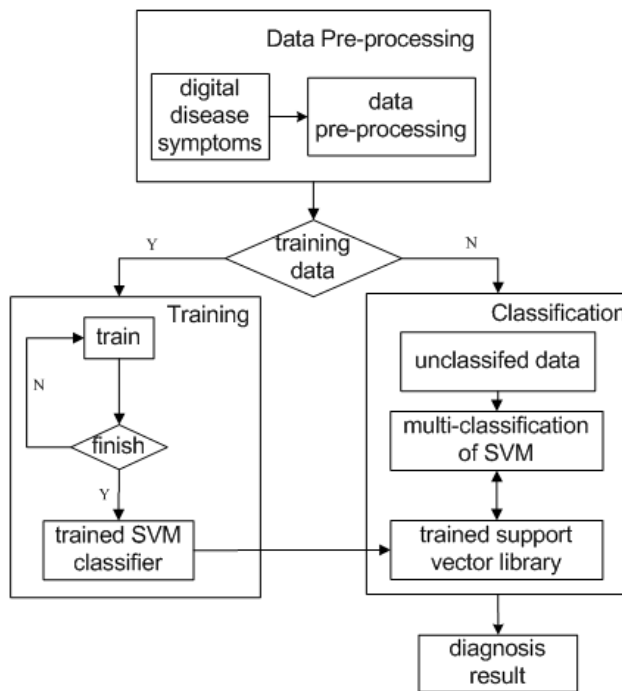 Data Pre-processing
digital
disease
symptoms
data
pre-processing
training
data
Y
N
Training
train
N
finish
Y
trained SVM
classifier
Classification
unclassifed data
multi-classification
of SVM
trained support
vector library
diagnosis
result